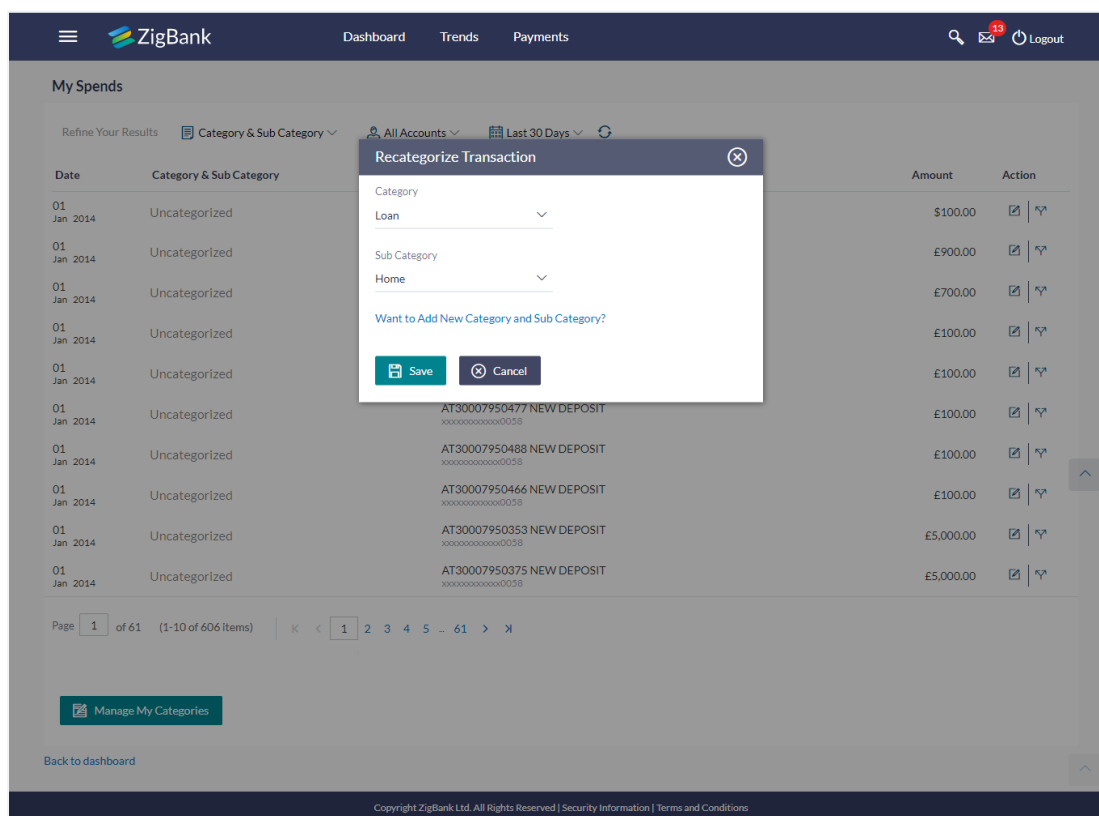 ZigBank Dashboard Trends Payments 13 Logout
My Spends
Refine Your Results Category & Sub Category All Accounts Last 30 Days
Recategorize Transaction
Date Category & Sub Category Amount Action
Category
Loan
Sub Category
Home
Want to Add New Category and Sub Category?
Save Cancel
01
Jan 2014 Uncategorized $100.00
01
Jan 2014 Uncategorized £900.00
01
Jan 2014 Uncategorized £700.00
01
Jan 2014 Uncategorized £100.00
01
Jan 2014 Uncategorized £100.00
01 AT30007950477 NEW DEPOSIT
Jan 2014 Uncategorized xxxxxxxxxxxx0058 £100.00
01 AT30007950488 NEW DEPOSIT
Jan 2014 Uncategorized xxxxxxxxxxxx0058 £100.00
01 AT30007950466 NEW DEPOSIT
Jan 2014 Uncategorized xxxxxxxxxxxx0058 £100.00
01 AT30007950353 NEW DEPOSIT
Jan 2014 Uncategorized xxxxxxxxxxxx0058 £5,000.00
01 AT30007950375 NEW DEPOSIT
Jan 2014 Uncategorized xxxxxxxxxxxx0058 £5,000.00
Page 1 of 61 (1-10 of 606 items) K < 1 2 3 4 5 ... 61 > >|
Manage My Categories
Back to dashboard
Copyright ZigBank Ltd. All Rights Reserved | Security Information | Terms and Conditions